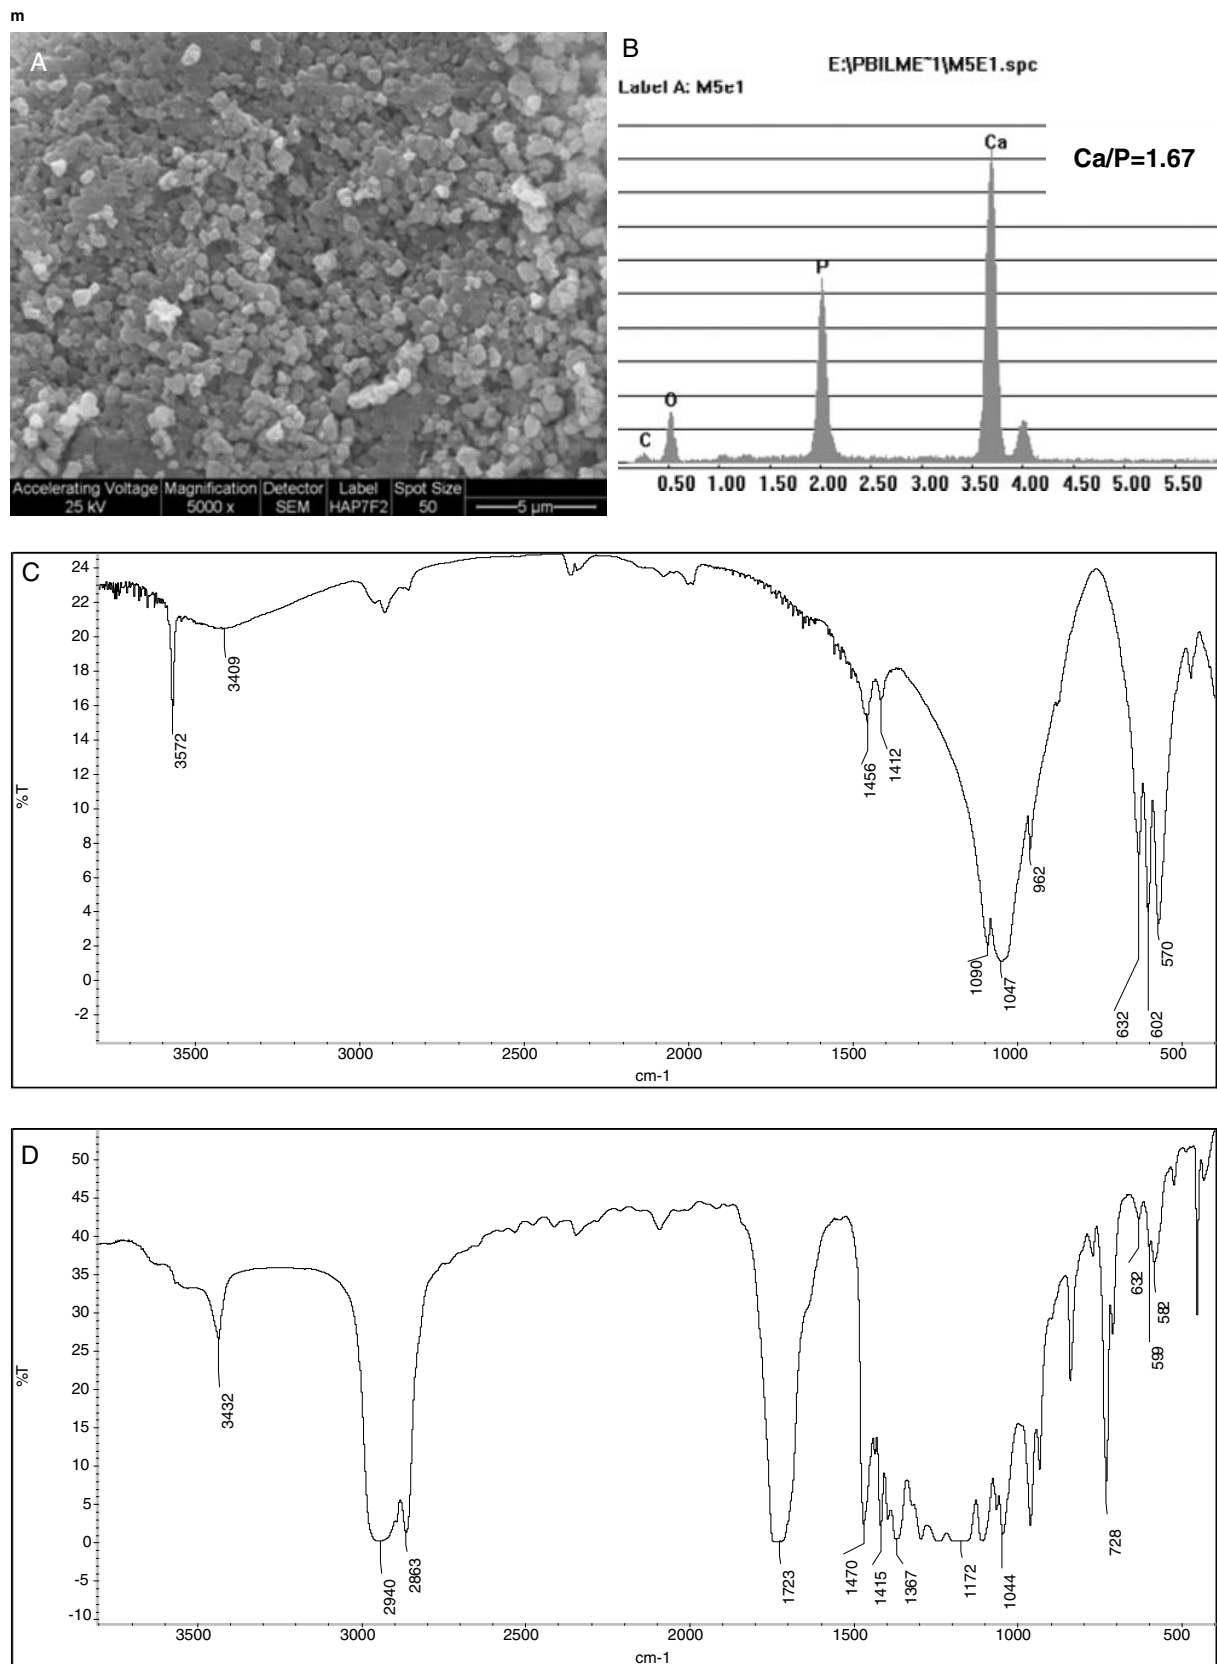 m
A
Accelerating Voltage Magnification Detector Label Spot Size
25 kV 5000 x SEM HAP7F2 50 5 µm
B
E:\PBILME~1\M5E1.spc
Label A: M5e1
Ca/P=1.67
Ca
P
O
C
0.50 1.00 1.50 2.00 2.50 3.00 3.50 4.00 4.50 5.00 5.50
C
24
22
20
18
16
14
12
10
8
6
4
2
0
-2
%T
3572
3409
1456
1412
1090
1047
962
632
602
570
3500 3000 2500 2000 1500 1000 500
cm-1
D
50
45
40
35
30
25
20
15
10
5
0
-5
-10
%T
3432
2940
2863
1723
1470
1415
1367
1172
1044
728
632
599
582
3500 3000 2500 2000 1500 1000 500
cm-1